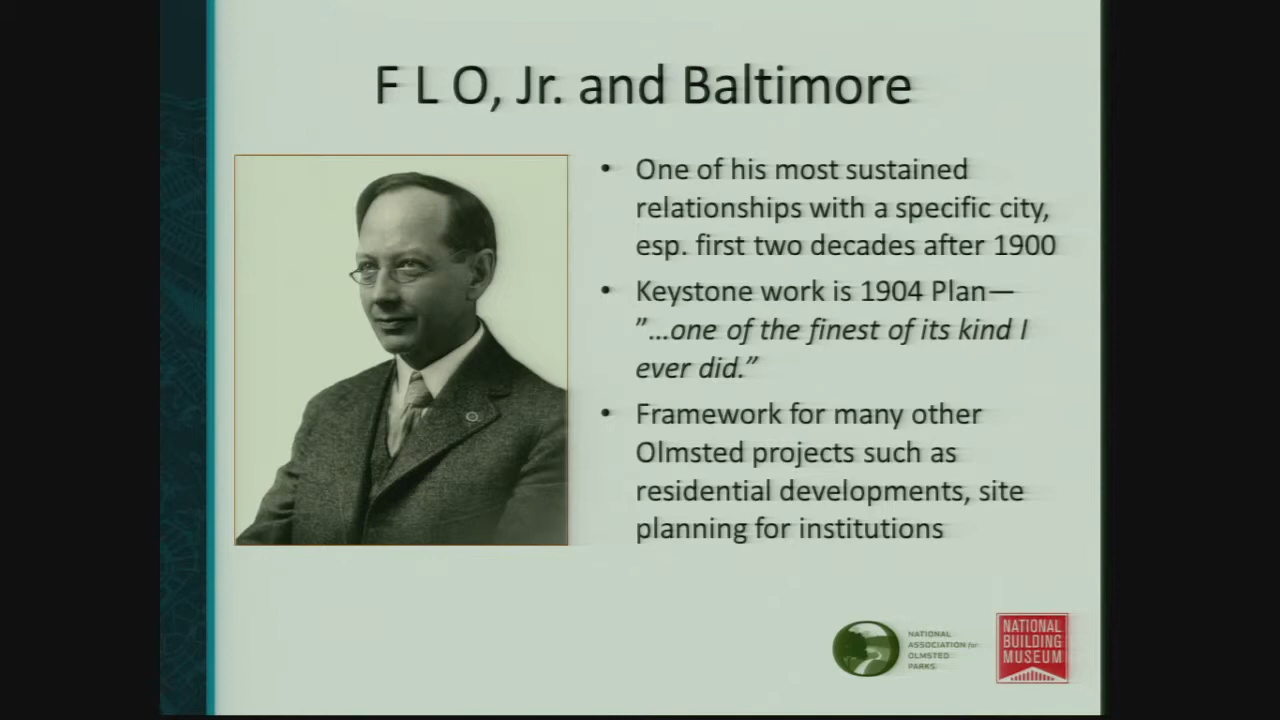 F L O, Jr. and Baltimore
• One of his most sustained
relationships with a specific city,
esp. first two decades after 1900
• Keystone work is 1904 Plan—
”…one of the finest of its kind I
ever did.”
• Framework for many other
Olmsted projects such as
residential developments, site
planning for institutions
NATIONAL
ASSOCIATION for
OLMSTED
PARKS
NATIONAL
BUILDING
MUSEUM